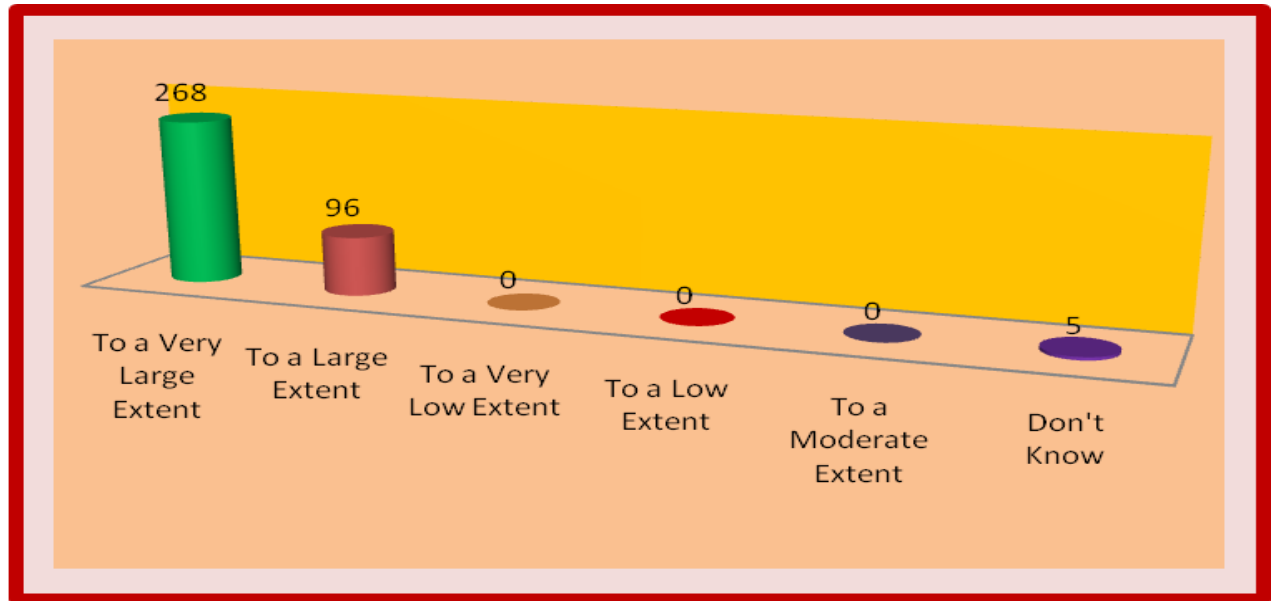 268
96
0
0
0
5
To a Very
Large
Extent
To a Large
Extent
To a Very
Low Extent
To a Low
Extent
To a
Moderate
Extent
Don't
Know